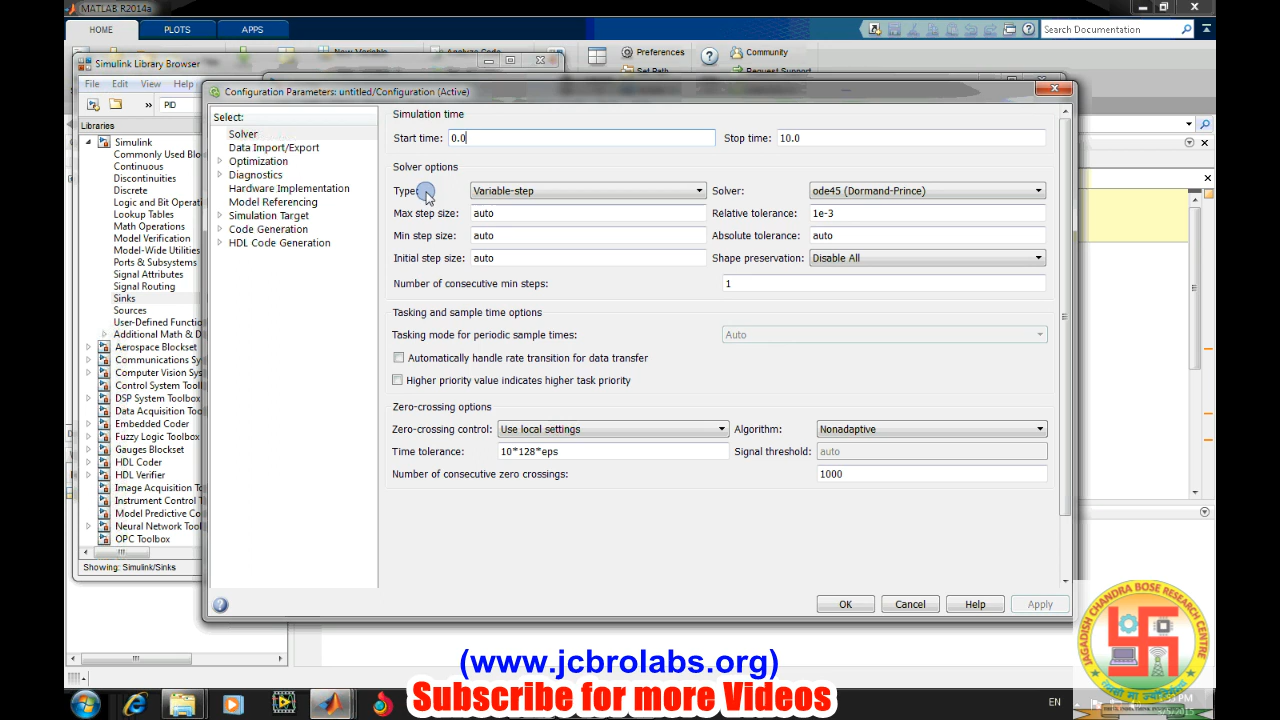 MATLAB R2014a
HOME PLOTS APPS
Search Documentation
New Variable Analyze Code Preferences Community
Set Path Request Support
Simulink Library Browser
File Edit View Help
» PID
Libraries
Simulink
Commonly Used Bloc
Continuous
Discontinuities
Discrete
Logic and Bit Operat
Lookup Tables
Math Operations
Model Verification
Model-Wide Utilities
Ports & Subsystems
Signal Attributes
Signal Routing
Sinks
Sources
User-Defined Functio
Additional Math & D
Aerospace Blockset
Communications Sy
Computer Vision Sys
Control System Tool
DSP System Toolbox
Data Acquisition Too
Embedded Coder
Fuzzy Logic Toolbox
Gauges Blockset
HDL Coder
HDL Verifier
Image Acquisition To
Instrument Control T
Model Predictive Co
Neural Network Tool
OPC Toolbox
Showing: Simulink/Sinks
Configuration Parameters: untitled/Configuration (Active)
Select:
Solver
Data Import/Export
Optimization
Diagnostics
Hardware Implementation
Model Referencing
Simulation Target
Code Generation
HDL Code Generation
Simulation time
Start time: 0.0 Stop time: 10.0
Solver options
Type: Variable-step Solver: ode45 (Dormand-Prince)
Max step size: auto Relative tolerance: 1e-3
Min step size: auto Absolute tolerance: auto
Initial step size: auto Shape preservation: Disable All
Number of consecutive min steps: 1
Tasking and sample time options
Tasking mode for periodic sample times: Auto
Automatically handle rate transition for data transfer
Higher priority value indicates higher task priority
Zero-crossing options
Zero-crossing control: Use local settings Algorithm: Nonadaptive
Time tolerance: 10*128*eps Signal threshold: auto
Number of consecutive zero crossings: 1000
OK Cancel Help Apply
JAGADISH CHANDRA BOSE RESEARCH CENTRE
(www.jcbrolabs.org)
Subscribe for more Videos
EN